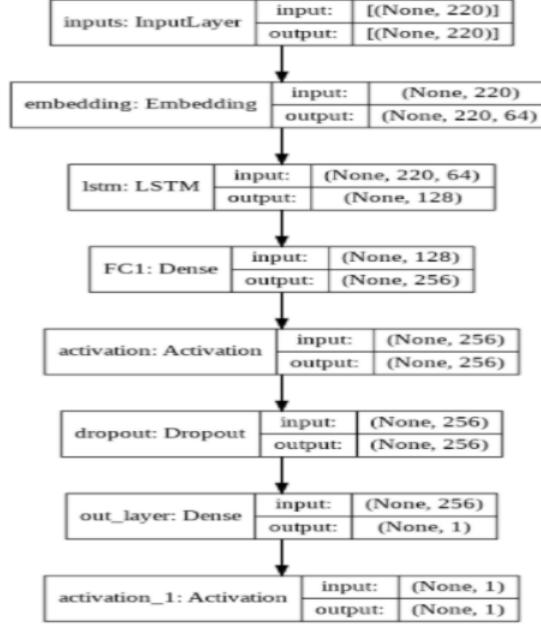 inputs: InputLayer input: [(None, 220)]
output: [(None, 220)]
embedding: Embedding input: (None, 220)
output: (None, 220, 64)
lstm: LSTM input: (None, 220, 64)
output: (None, 128)
FC1: Dense input: (None, 128)
output: (None, 256)
activation: Activation input: (None, 256)
output: (None, 256)
dropout: Dropout input: (None, 256)
output: (None, 256)
out_layer: Dense input: (None, 256)
output: (None, 1)
activation_1: Activation input: (None, 1)
output: (None, 1)